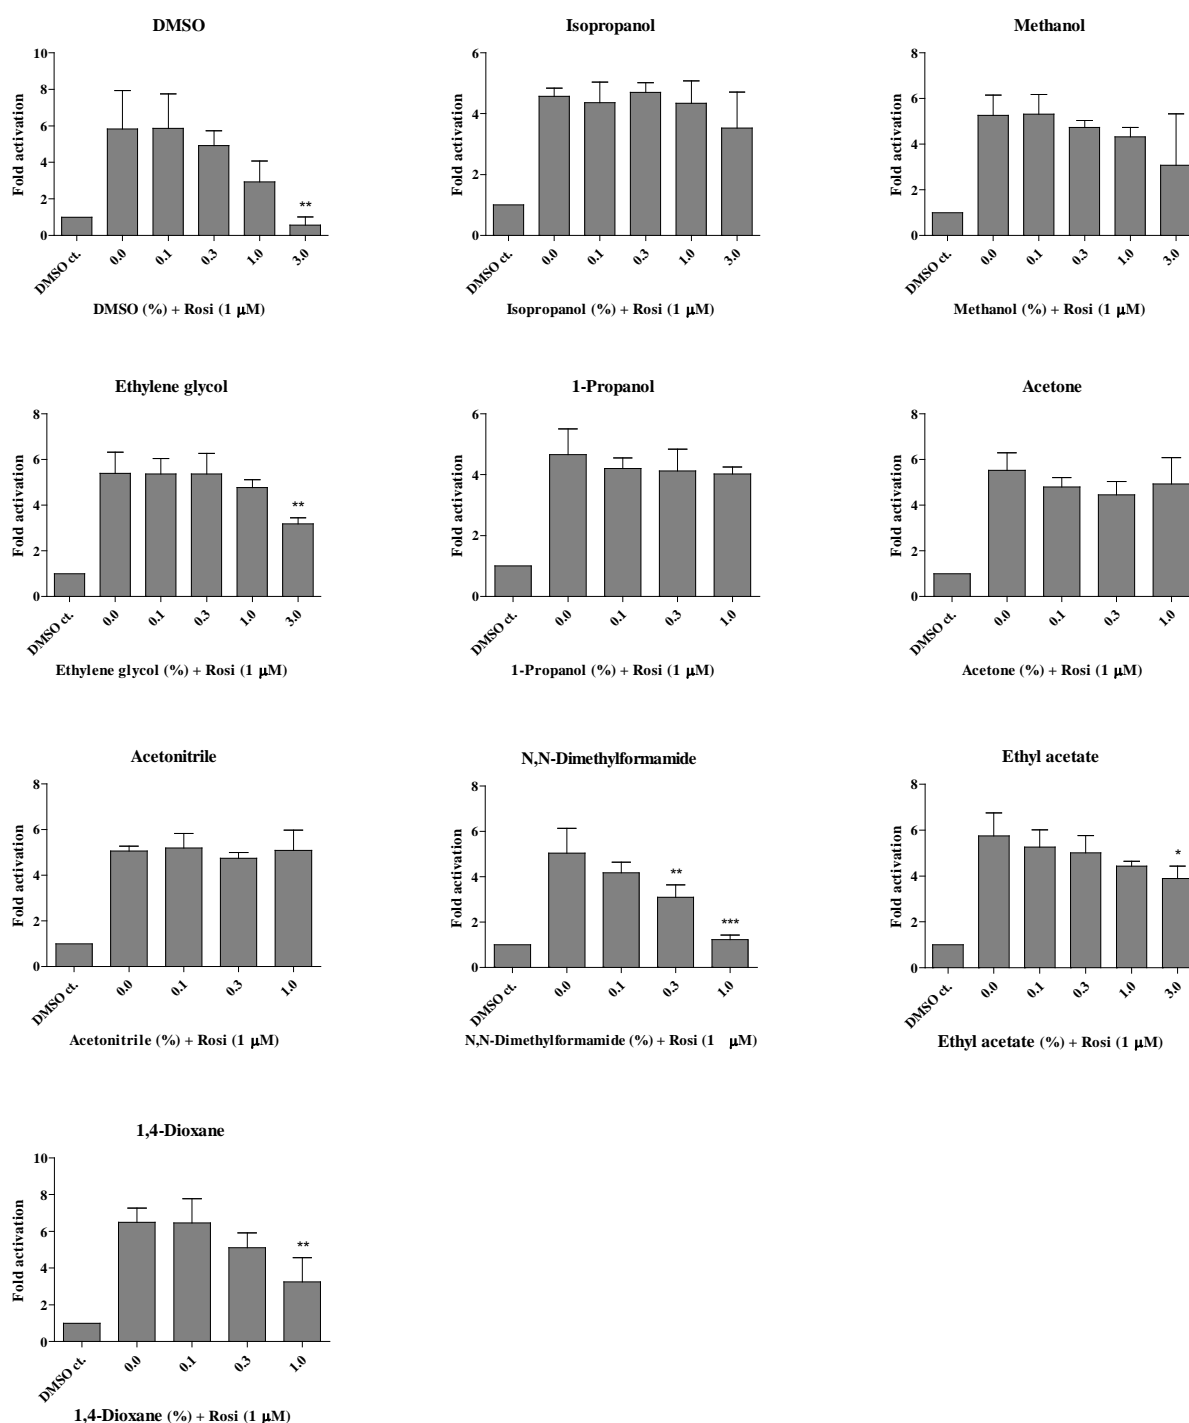 DMSO
Fold activation
10
8
6
4
2
0
DMSO ct.
0.0
0.1
0.3
1.0
3.0
**
DMSO (%) + Rosi (1 μM)
Isopropanol
Fold activation
6
4
2
0
DMSO ct.
0.0
0.1
0.3
1.0
3.0
Isopropanol (%) + Rosi (1 μM)
Methanol
Fold activation
8
6
4
2
0
DMSO ct.
0.0
0.1
0.3
1.0
3.0
Methanol (%) + Rosi (1 μM)
Ethylene glycol
Fold activation
8
6
4
2
0
DMSO ct.
0.0
0.1
0.3
1.0
3.0
**
Ethylene glycol (%) + Rosi (1 μM)
1-Propanol
Fold activation
6
4
2
0
DMSO ct.
0.0
0.1
0.3
1.0
1-Propanol (%) + Rosi (1 μM)
Acetone
Fold activation
8
6
4
2
0
DMSO ct.
0.0
0.1
0.3
1.0
Acetone (%) + Rosi (1 μM)
Acetonitrile
Fold activation
8
6
4
2
0
DMSO ct.
0.0
0.1
0.3
1.0
Acetonitrile (%) + Rosi (1 μM)
N,N-Dimethylformamide
Fold activation
8
6
4
2
0
DMSO ct.
0.0
0.1
0.3
1.0
**
***
N,N-Dimethylformamide (%) + Rosi (1 μM)
Ethyl acetate
Fold activation
8
6
4
2
0
DMSO ct.
0.0
0.1
0.3
1.0
3.0
*
Ethyl acetate (%) + Rosi (1 μM)
1,4-Dioxane
Fold activation
10
8
6
4
2
0
DMSO ct.
0.0
0.1
0.3
1.0
**
1,4-Dioxane (%) + Rosi (1 μM)